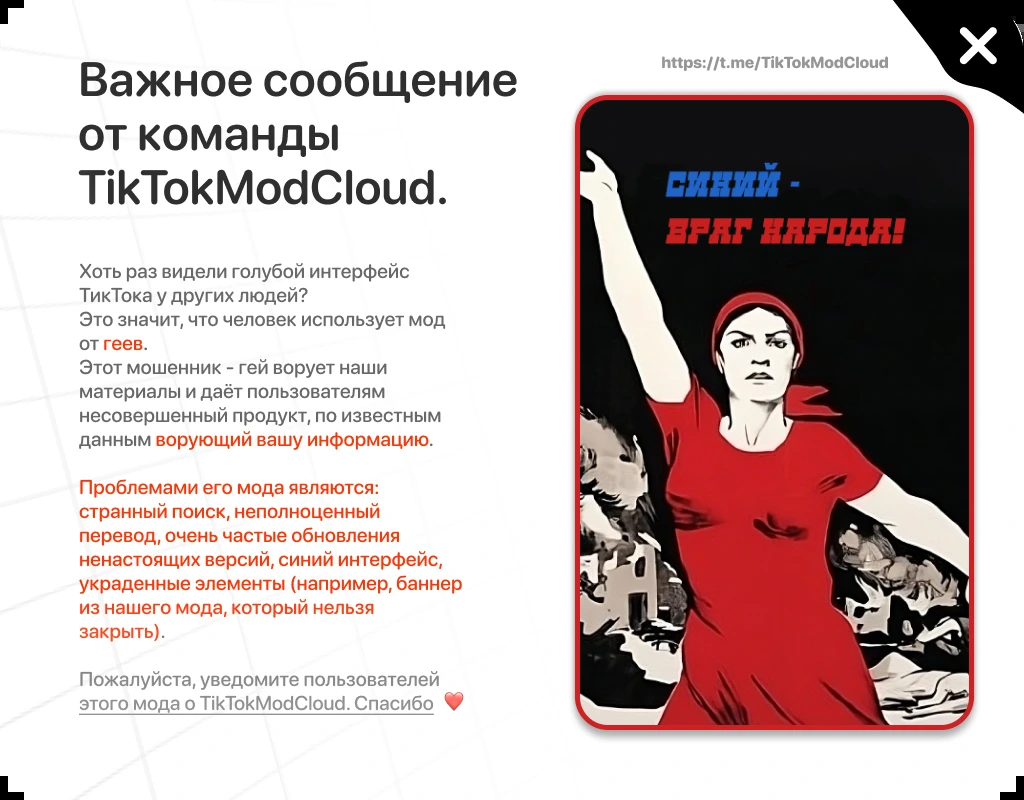 Важное сообщение
от команды
TikTokModCloud.
https://t.me/TikTokModCloud
СИНИЙ -
ВРАГ НАРОДА!
Хоть раз видели голубой интерфейс
ТикТока у других людей?
Это значит, что человек использует мод
от геев.
Этот мошенник - гей ворует наши
материалы и даёт пользователям
несовершенный продукт, по известным
данным ворующий вашу информацию.
Проблемами его мода являются:
странный поиск, неполноценный
перевод, очень частые обновления
ненастоящих версий, синий интерфейс,
украденные элементы (например, баннер
из нашего мода, который нельзя
закрыть).
Пожалуйста, уведомите пользователей
этого мода о TikTokModCloud. Спасибо ❤️